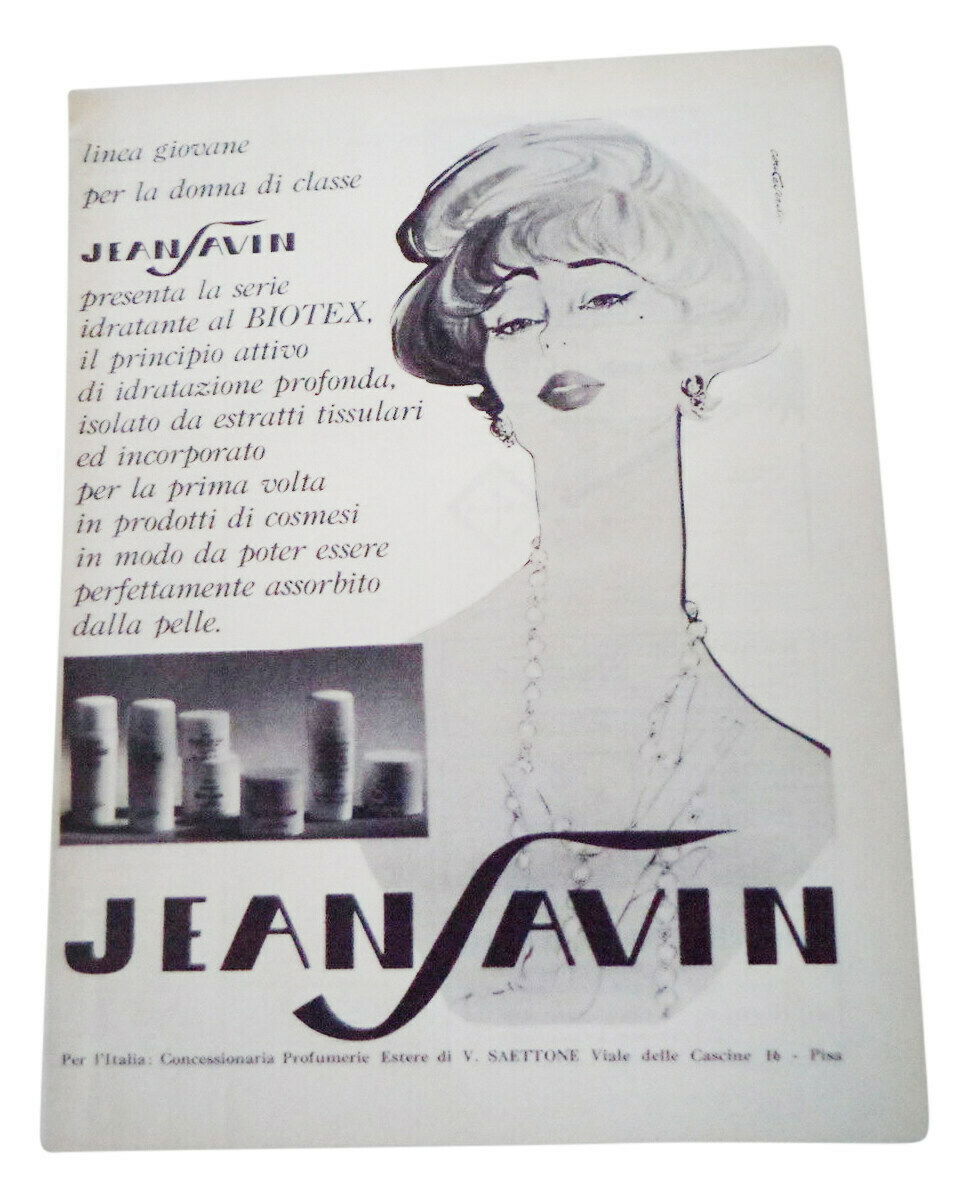 linea giovane
per la donna di classe
JEAN SAVIN
presenta la serie
idratante al BIOTEX,
il principio attivo
di idratazione profonda,
isolato da estratti tissulari
ed incorporato
per la prima volta
in prodotti di cosmesi
in modo da poter essere
perfettamente assorbito
dalla pelle.
JEAN SAVIN
Per l'Italia: Concessionaria Profumerie Estere di V. SAETTONE Viale delle Cascine 16 - Pisa